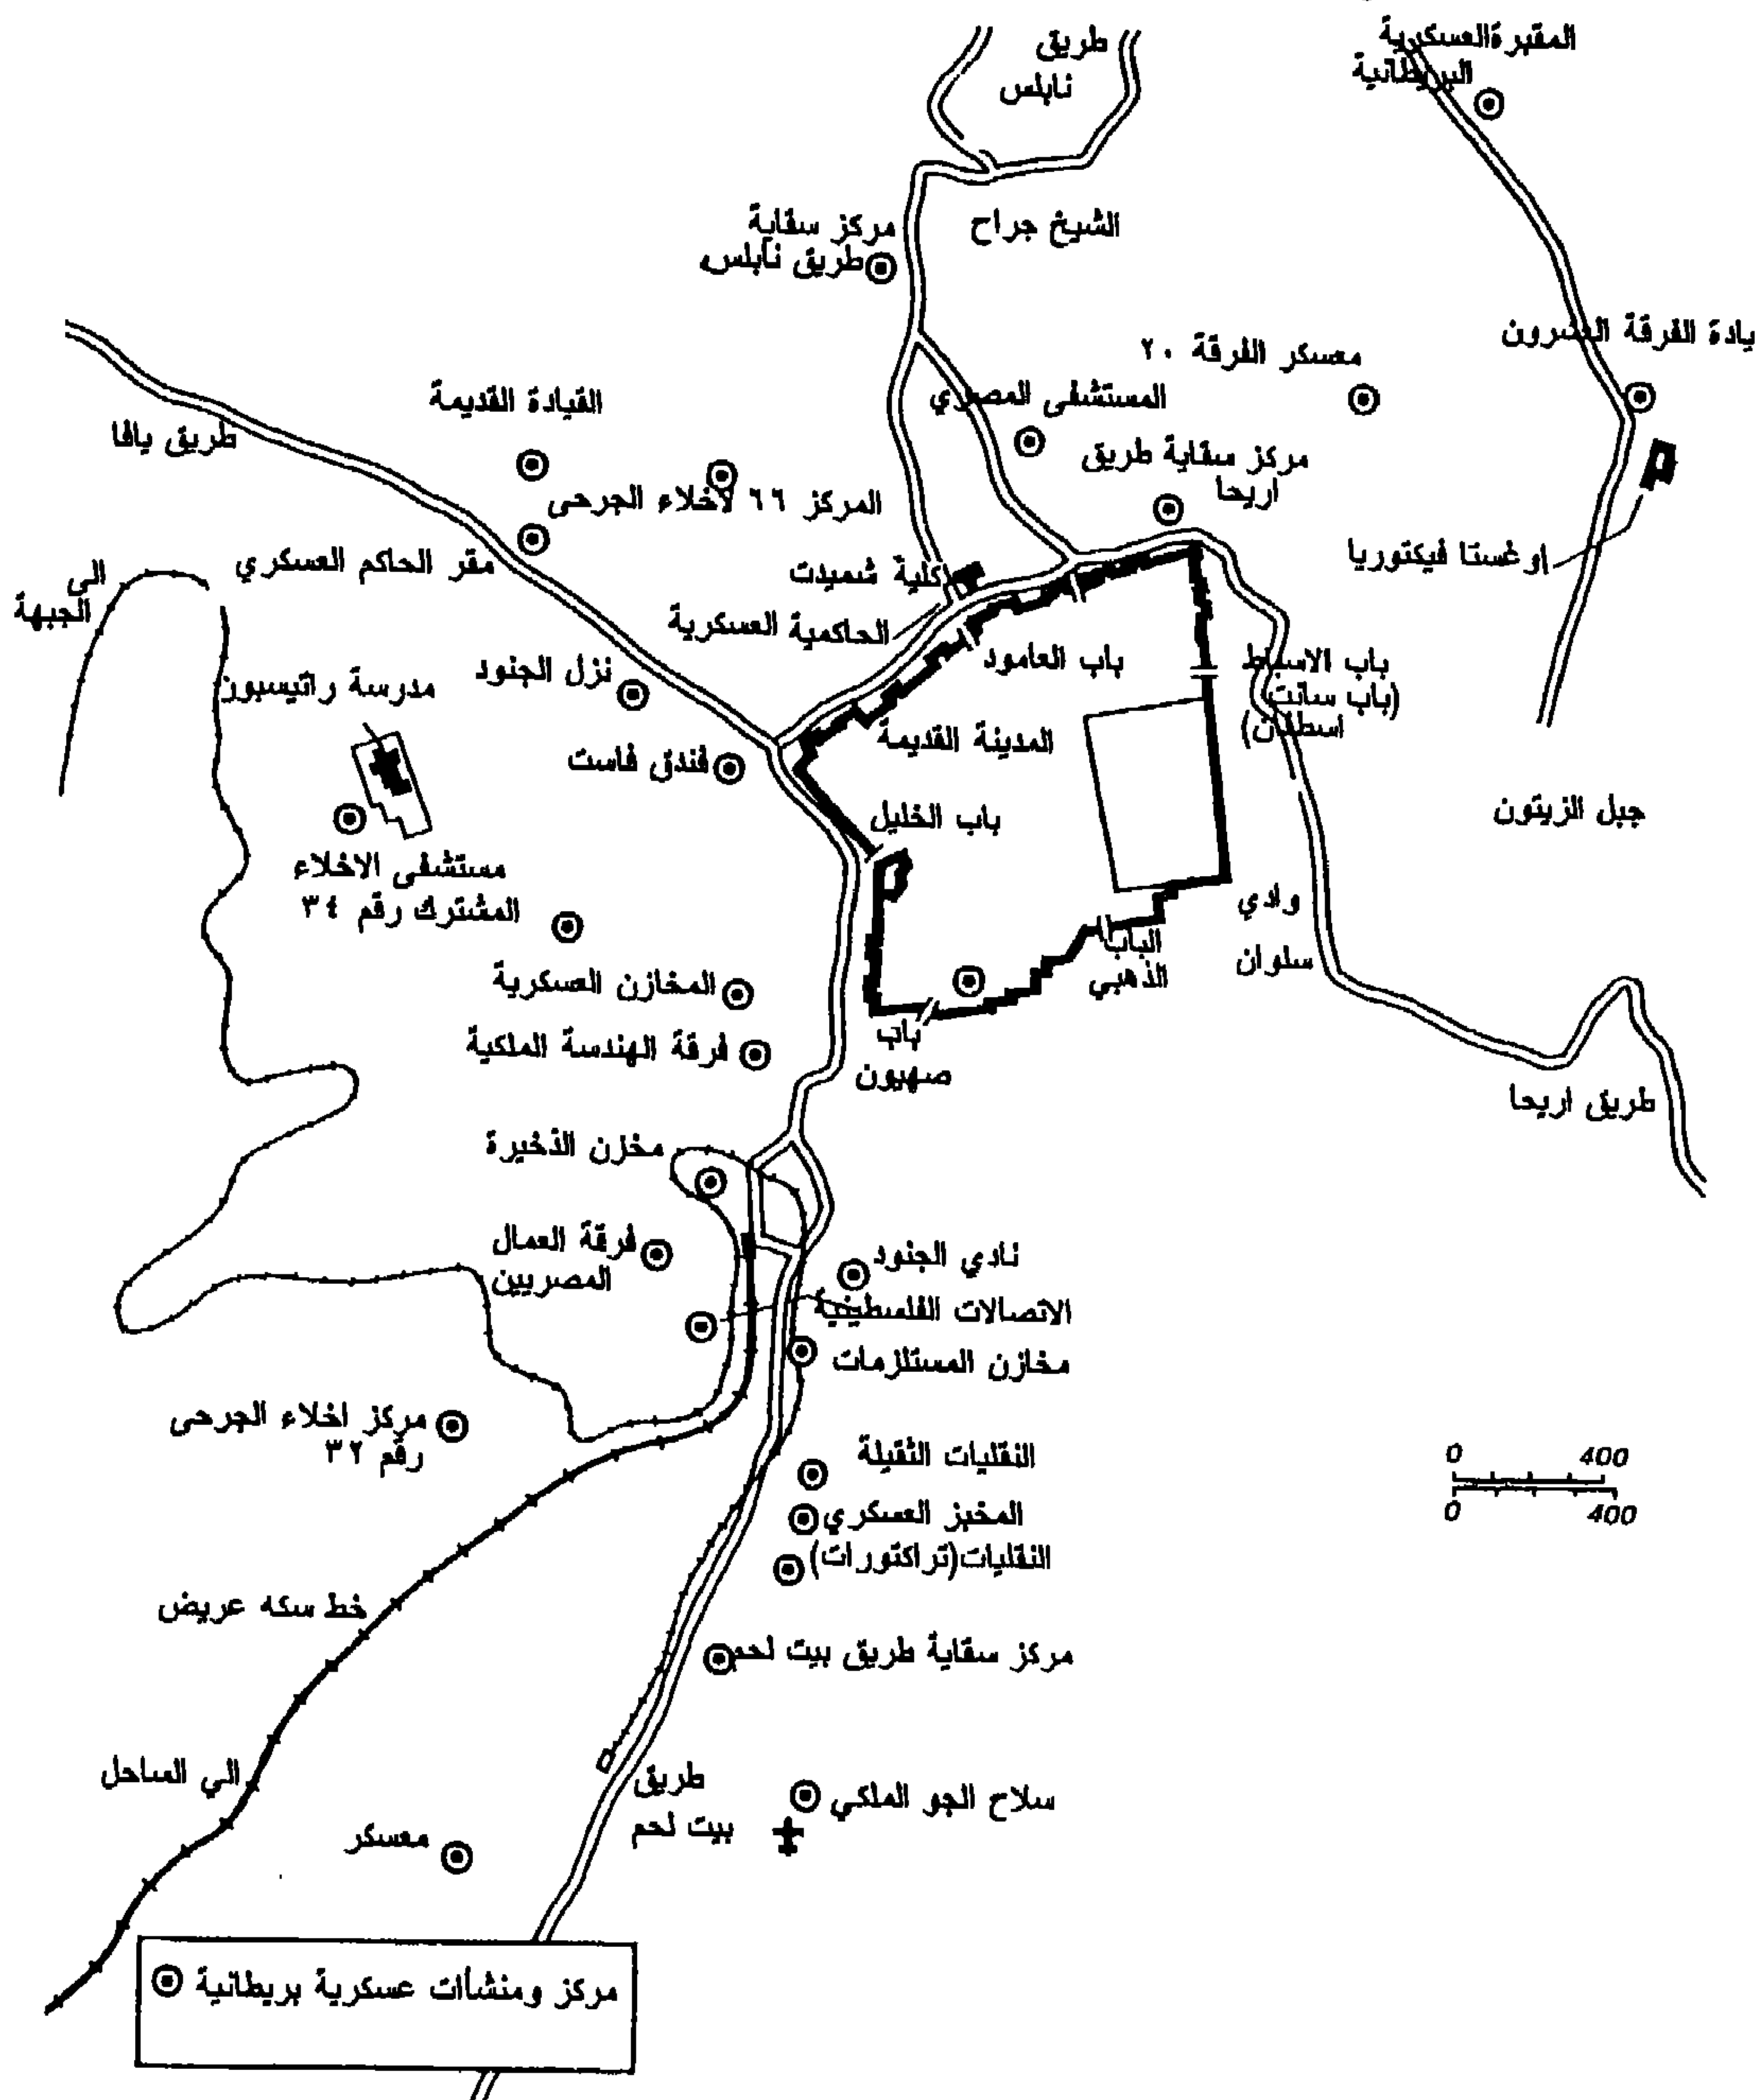 المقبرة العسكرية
البريطانية
طريق
نابلس
الشيخ جراح
مركز سقاية
طريق نابلس
يادة الفرقة العشرون
معسكر الفرقة ٢٠
المستشفى المصري
القيادة القديمة
طريق يافا
مركز سقاية طريق
اريحا
المركز ٦٦ لاخلاء الجرحى
اوغستا فيكتوريا
مقر الحاكم العسكري
كلية شميدت
الى
الجبهة
الحاكمية العسكرية
باب العامود
باب الاسباط
(باب سانت
اسطفان)
نزل الجنود
مدرسة راتيسبون
المدينة القديمة
فندق فاست
باب الخليل
جبل الزيتون
مستشفى الاخلاء
المشترك رقم ٣٤
وادي
سلوان
الباب
الذهبي
المخازن العسكرية
باب
صهيون
فرقة الهندسة الملكية
طريق اريحا
مخزن الذخيرة
فرقة العمال
المصريين
نادي الجنود
الاتصالات الفلسطينية
مخازن المستلزمات
مركز اخلاء الجرحى
رقم ٣٢
النقليات الثقيلة
0 400
0 400
المخبز العسكري
النقليات(تراكتورات)
خط سكه عريض
مركز سقاية طريق بيت لحم
الي الساحل
طريق
بيت لحم
سلاح الجو الملكي
معسكر
مركز ومنشأات عسكرية بريطانية